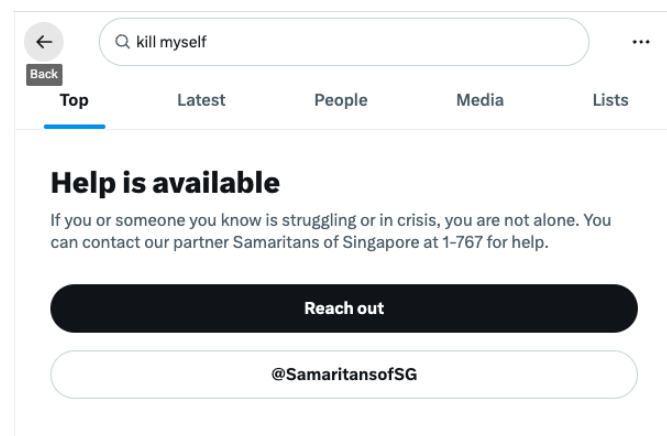 kill myself
Back
Top Latest People Media Lists
Help is available
If you or someone you know is struggling or in crisis, you are not alone. You
can contact our partner Samaritans of Singapore at 1-767 for help.
Reach out
@SamaritansofSG